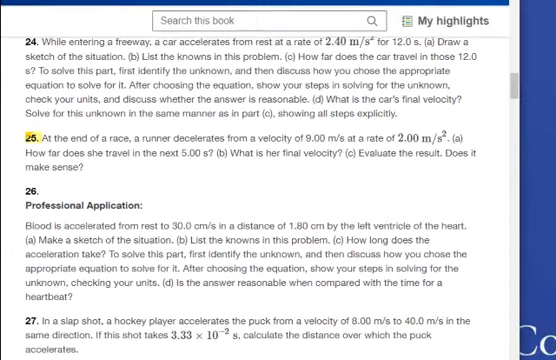 Search this book
My highlights
24. While entering a freeway, a car accelerates from rest at a rate of 2.40 m/s² for 12.0 s. (a) Draw a
sketch of the situation. (b) List the knowns in this problem. (c) How far does the car travel in those 12.0
s? To solve this part, first identify the unknown, and then discuss how you chose the appropriate
equation to solve for it. After choosing the equation, show your steps in solving for the unknown,
check your units, and discuss whether the answer is reasonable. (d) What is the car's final velocity?
Solve for this unknown in the same manner as in part (c), showing all steps explicitly.
25. At the end of a race, a runner decelerates from a velocity of 9.00 m/s at a rate of 2.00 m/s². (a)
How far does she travel in the next 5.00 s? (b) What is her final velocity? (c) Evaluate the result. Does it
make sense?
26.
Professional Application:
Blood is accelerated from rest to 30.0 cm/s in a distance of 1.80 cm by the left ventricle of the heart.
(a) Make a sketch of the situation. (b) List the knowns in this problem. (c) How long does the
acceleration take? To solve this part, first identify the unknown, and then discuss how you chose the
appropriate equation to solve for it. After choosing the equation, show your steps in solving for the
unknown, checking your units. (d) Is the answer reasonable when compared with the time for a
heartbeat?
27. In a slap shot, a hockey player accelerates the puck from a velocity of 8.00 m/s to 40.0 m/s in the
same direction. If this shot takes 3.33 × 10⁻² s, calculate the distance over which the puck
accelerates.
Co